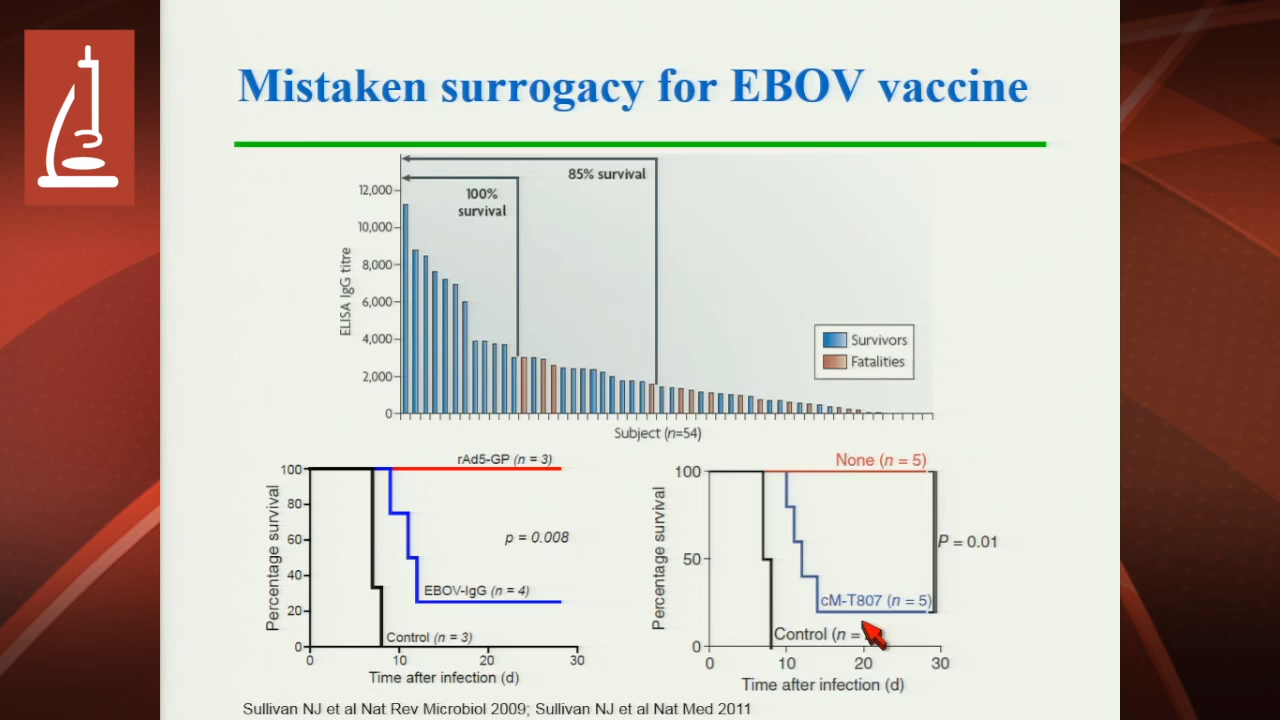 Mistaken surrogacy for EBOV vaccine
85% survival
100%
survival
12,000
10,000
8,000
6,000
4,000
2,000
0
ELISA IgG titre
Survivors
Fatalities
Subject (n=54)
rAd5-GP (n = 3)
100
80
60
40
20
0
Percentage survival
p = 0.008
EBOV-IgG (n = 4)
Control (n = 3)
0 10 20 30
Time after infection (d)
None (n = 5)
100
50
0
Percentage survival
P = 0.01
cM-T807 (n = 5)
Control (n =
0 10 20 30
Time after infection (d)
Sullivan NJ et al Nat Rev Microbiol 2009; Sullivan NJ et al Nat Med 2011